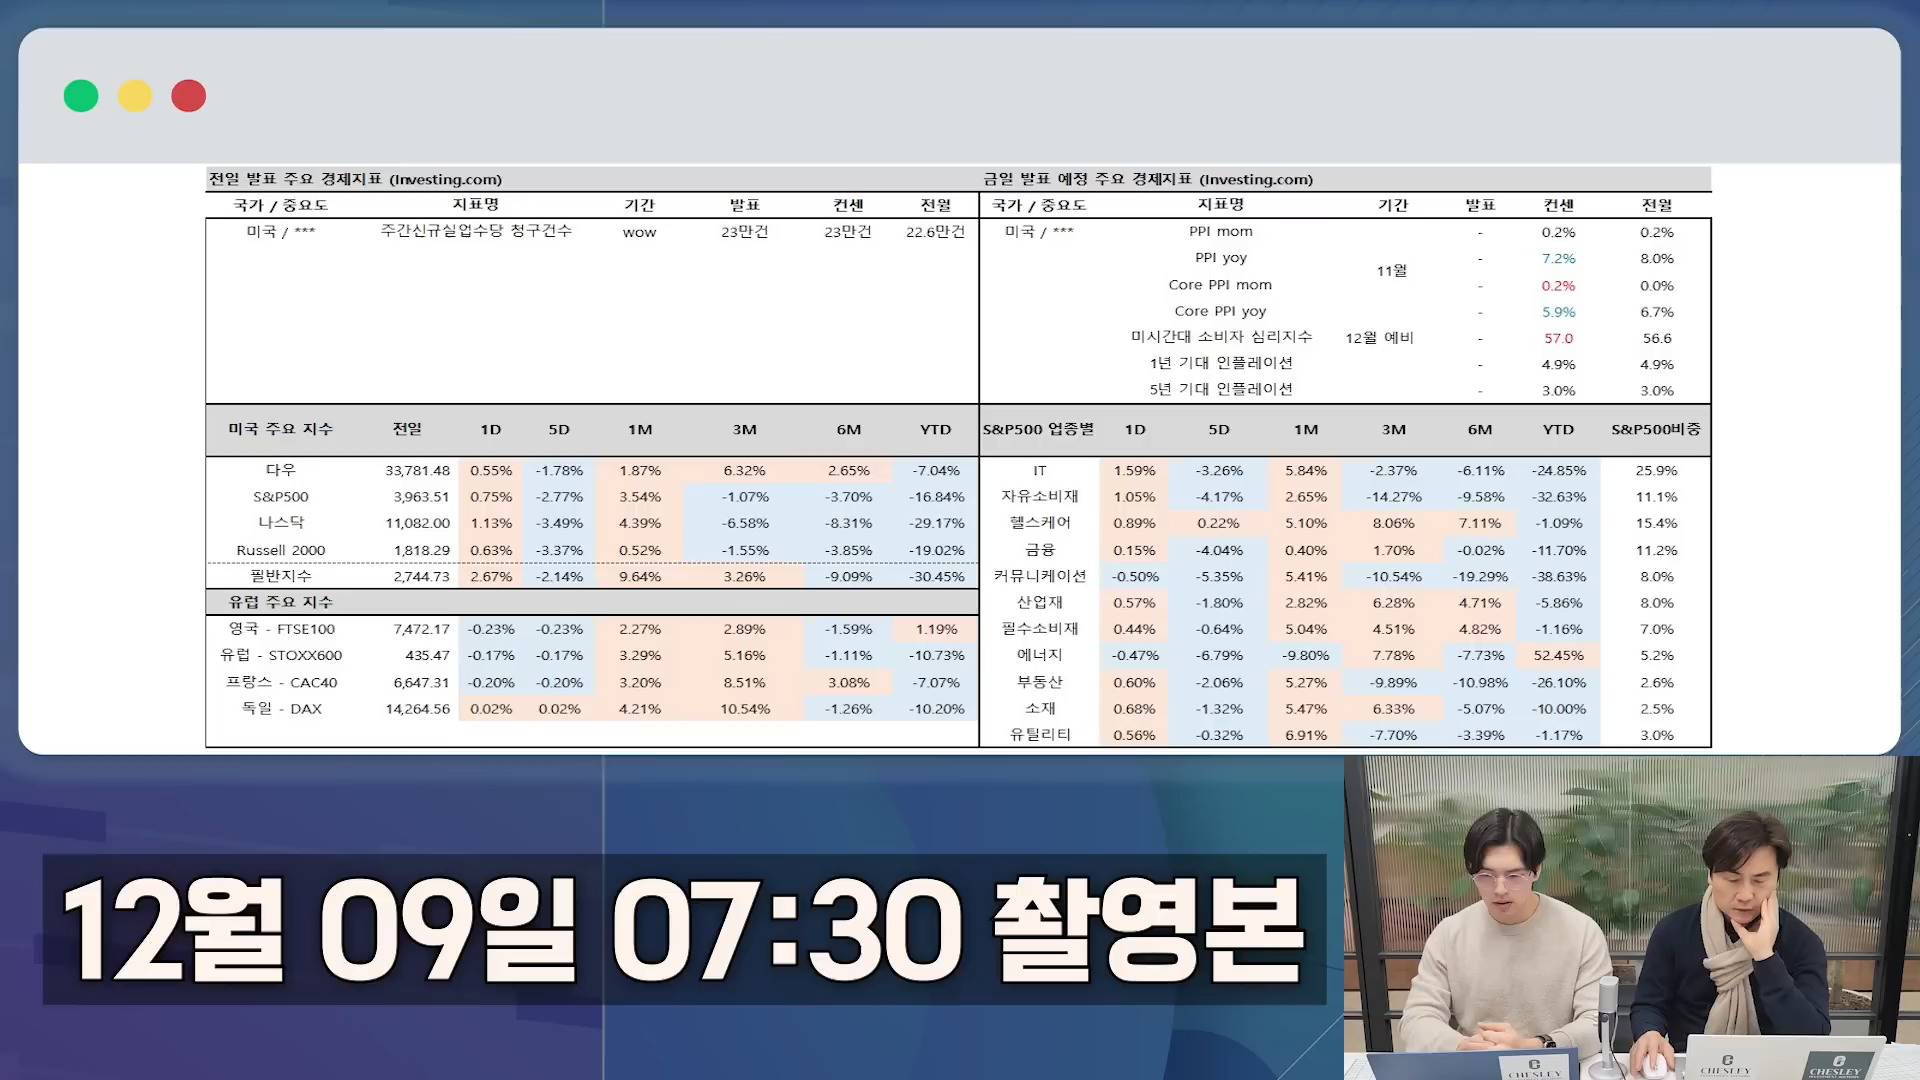 전일 발표 주요 경제지표 (Investing.com) 금일 발표 예정 주요 경제지표 (Investing.com)
국가 / 중요도 지표명 기간 발표 컨센 전월 국가 / 중요도 지표명 기간 발표 컨센 전월
미국 / *** 주간신규실업수당 청구건수 wow 23만건 23만건 22.6만건 미국 / *** PPI mom - 0.2% 0.2%
PPI yoy - 7.2% 8.0%
11월
Core PPI mom - 0.2% 0.0%
Core PPI yoy - 5.9% 6.7%
미시간대 소비자 심리지수 12월 예비 - 57.0 56.6
1년 기대 인플레이션 - 4.9% 4.9%
5년 기대 인플레이션 - 3.0% 3.0%
미국 주요 지수 전일 1D 5D 1M 3M 6M YTD S&P500 업종별 1D 5D 1M 3M 6M YTD S&P500비중
다우 33,781.48 0.55% -1.78% 1.87% 6.32% 2.65% -7.04% IT 1.59% -3.26% 5.84% -2.37% -6.11% -24.85% 25.9%
S&P500 3,963.51 0.75% -2.77% 3.54% -1.07% -3.70% -16.84% 자유소비재 1.05% -4.17% 2.65% -14.27% -9.58% -32.63% 11.1%
나스닥 11,082.00 1.13% -3.49% 4.39% -6.58% -8.31% -29.17% 헬스케어 0.89% 0.22% 5.10% 8.06% 7.11% -1.09% 15.4%
Russell 2000 1,818.29 0.63% -3.37% 0.52% -1.55% -3.85% -19.02% 금융 0.15% -4.04% 0.40% 1.70% -0.02% -11.70% 11.2%
필반지수 2,744.73 2.67% -2.14% 9.64% 3.26% -9.09% -30.45% 커뮤니케이션 -0.50% -5.35% 5.41% -10.54% -19.29% -38.63% 8.0%
유럽 주요 지수 산업재 0.57% -1.80% 2.82% 6.28% 4.71% -5.86% 8.0%
영국 - FTSE100 7,472.17 -0.23% -0.23% 2.27% 2.89% -1.59% 1.19% 필수소비재 0.44% -0.64% 5.04% 4.51% 4.82% -1.16% 7.0%
유럽 - STOXX600 435.47 -0.17% -0.17% 3.29% 5.16% -1.11% -10.73% 에너지 -0.47% -6.79% -9.80% 7.78% -7.73% 52.45% 5.2%
프랑스 - CAC40 6,647.31 -0.20% -0.20% 3.20% 8.51% 3.08% -7.07% 부동산 0.60% -2.06% 5.27% -9.89% -10.98% -26.10% 2.6%
독일 - DAX 14,264.56 0.02% 0.02% 4.21% 10.54% -1.26% -10.20% 소재 0.68% -1.32% 5.47% 6.33% -5.07% -10.00% 2.5%
유틸리티 0.56% -0.32% 6.91% -7.70% -3.39% -1.17% 3.0%
12월 09일 07:30 촬영본
CHESLEY
CHESLEY
CHESLEY